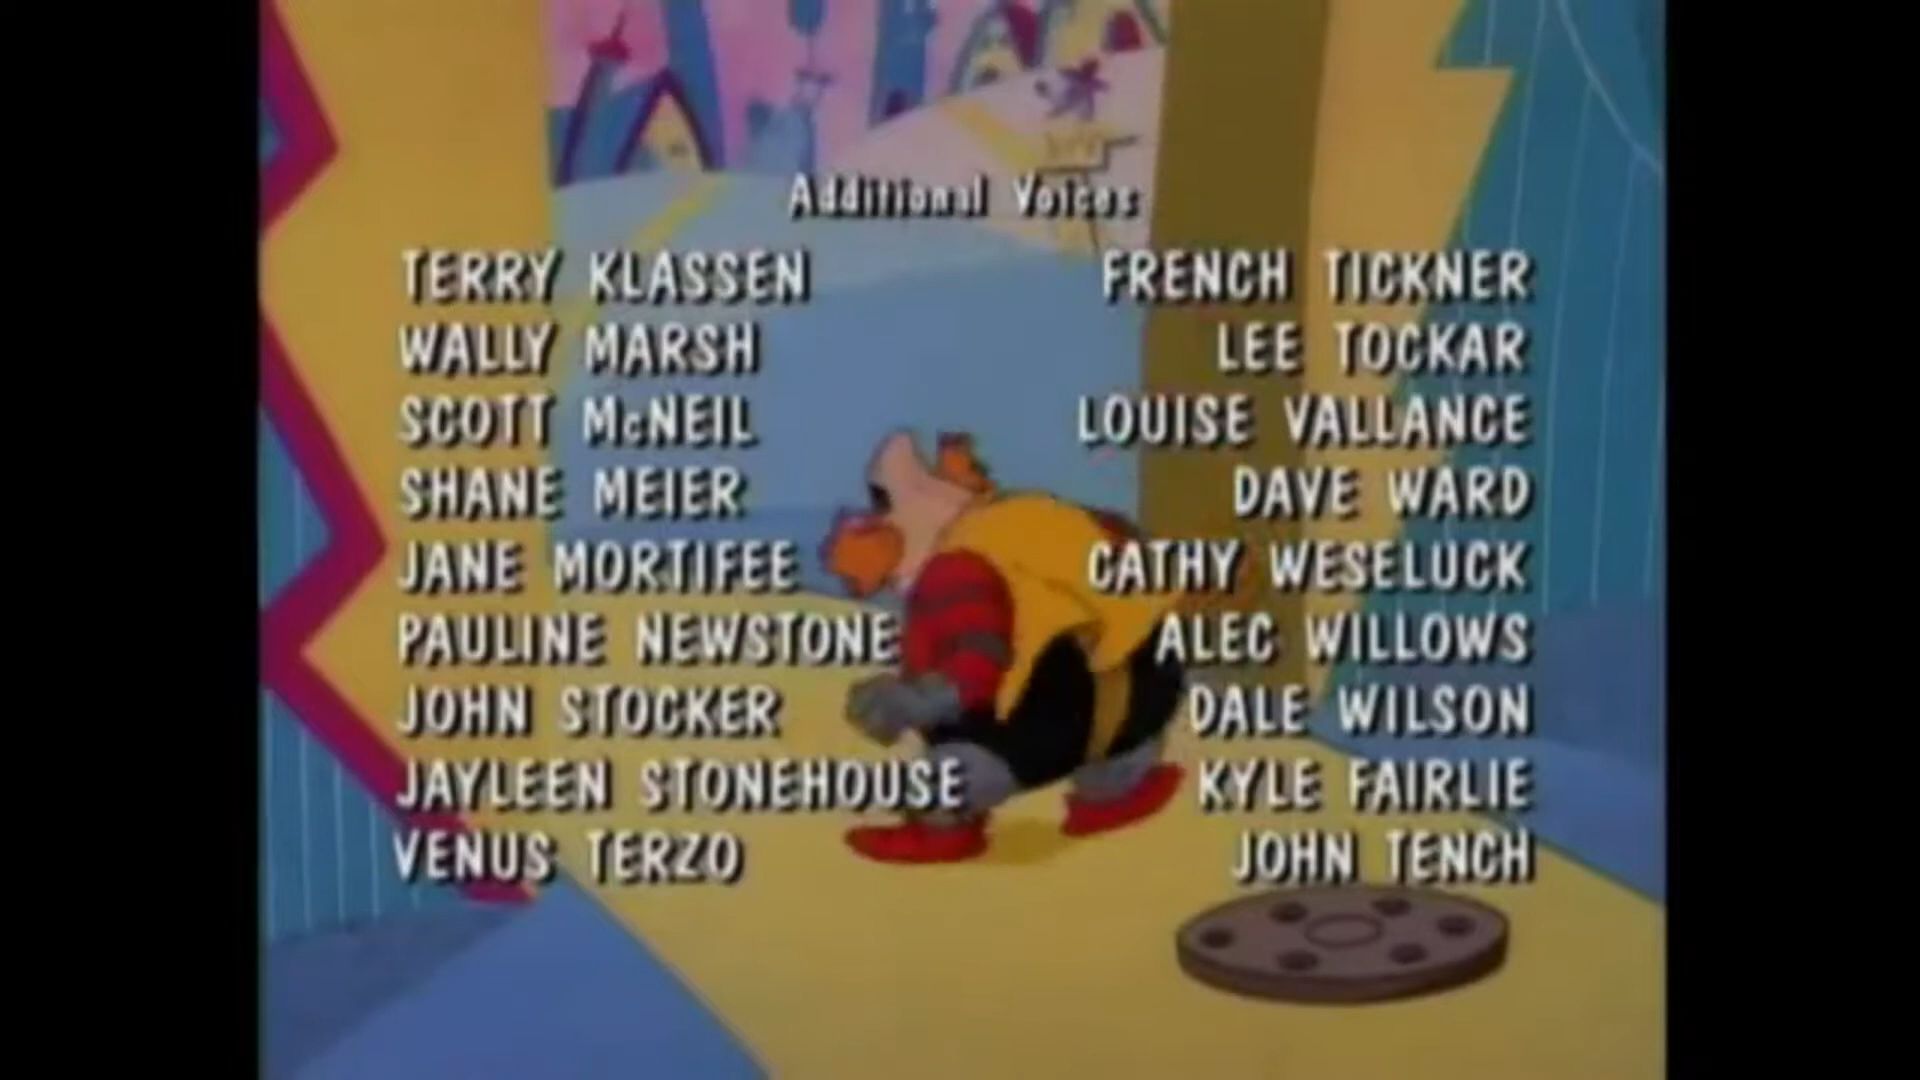 Additional Voices
TERRY KLASSEN
WALLY MARSH
SCOTT McNEIL
SHANE MEIER
JANE MORTIFEE
PAULINE NEWSTONE
JOHN STOCKER
JAYLEEN STONEHOUSE
VENUS TERZO
FRENCH TICKNER
LEE TOCKAR
LOUISE VALLANCE
DAVE WARD
CATHY WESELUCK
ALEC WILLOWS
DALE WILSON
KYLE FAIRLIE
JOHN TENCH